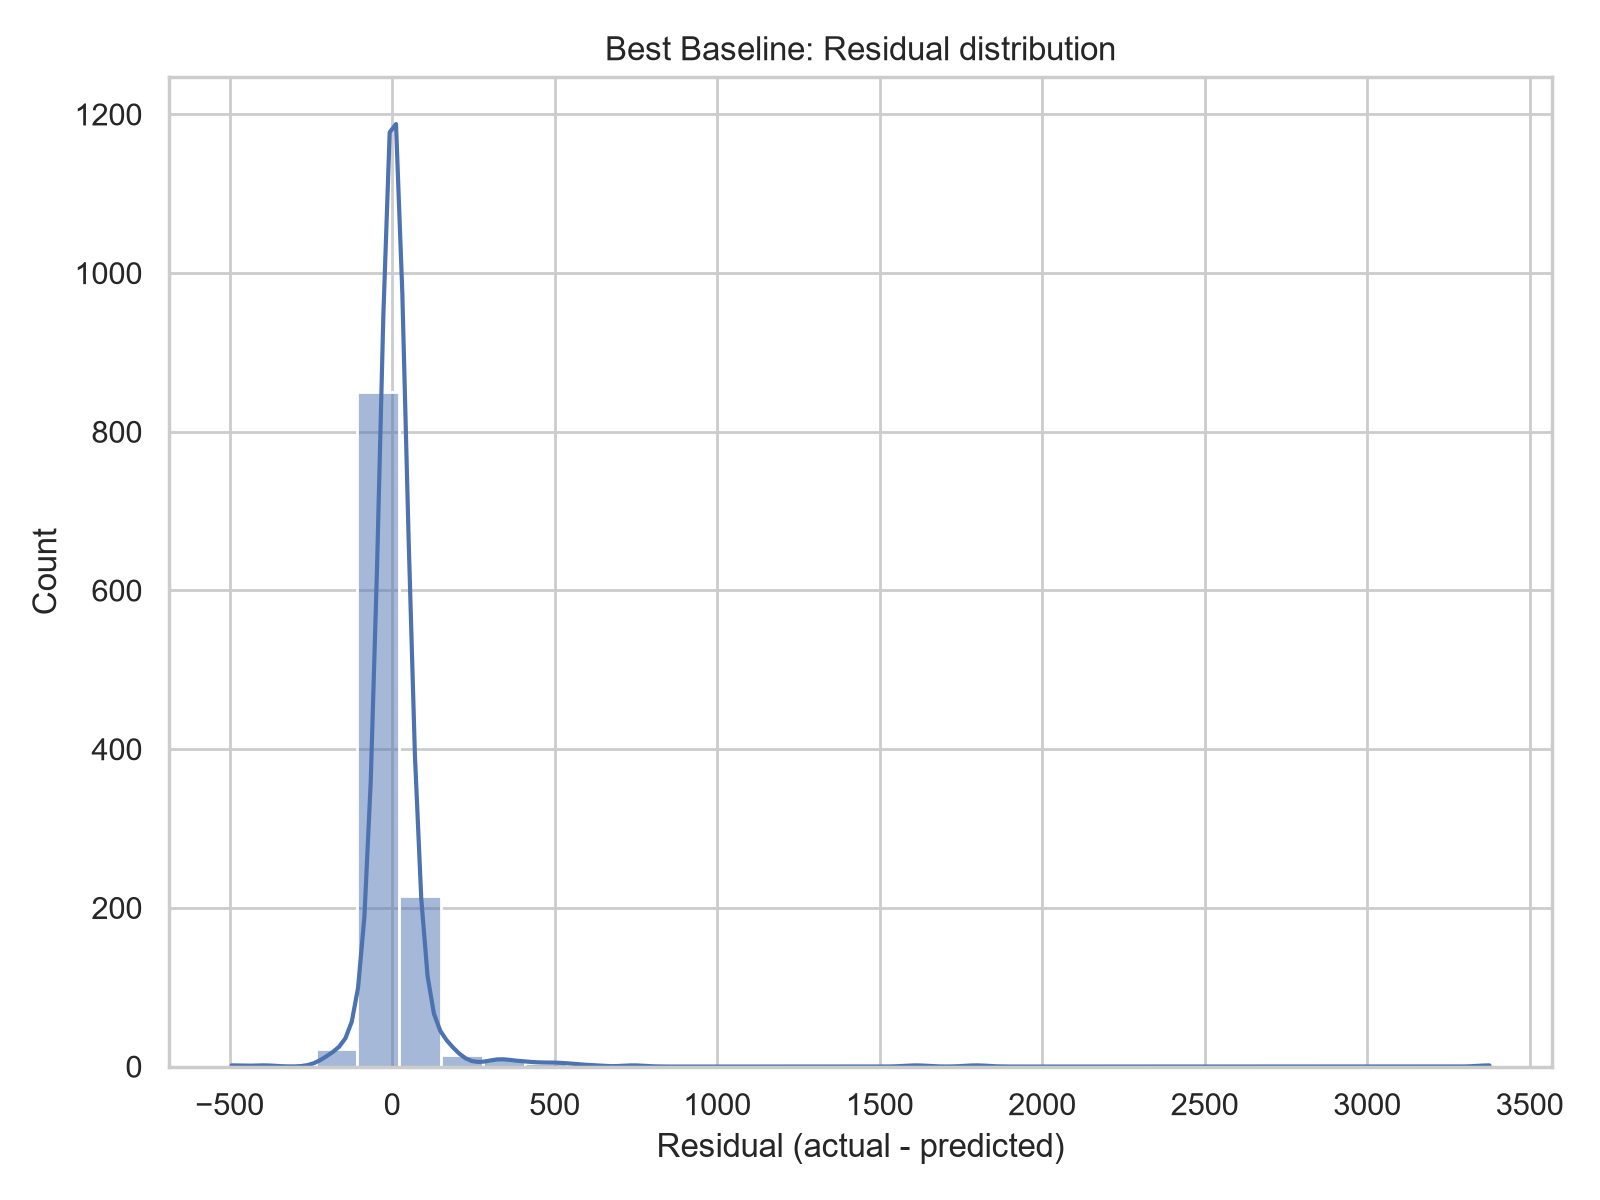 Best Baseline: Residual distribution
1200
1000
800
600
400
200
0
Count
−500 0 500 1000 1500 2000 2500 3000 3500
Residual (actual - predicted)